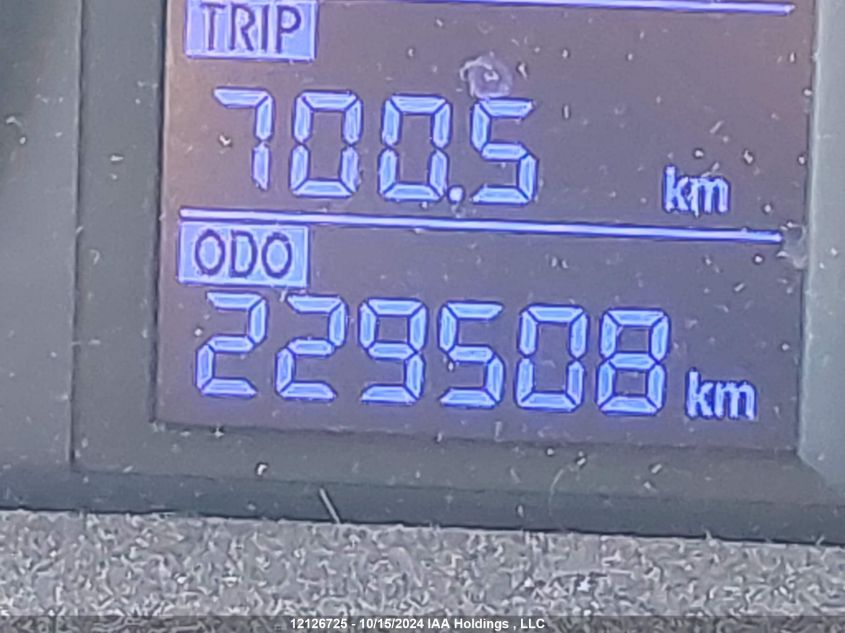 TRIP
700.5 km
ODO
229508 km
12126725 - 10/15/2024 IAA Holdings , LLC